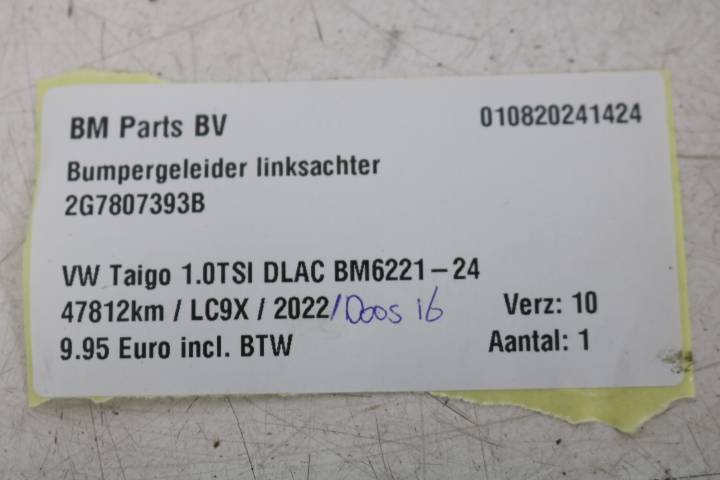 BM Parts BV 010820241424
Bumpergeleider linksachter
2G7807393B
VW Taigo 1.0TSI DLAC BM6221-24
47812km / LC9X / 2022 / Doos 16 Verz: 10
9.95 Euro incl. BTW Aantal: 1